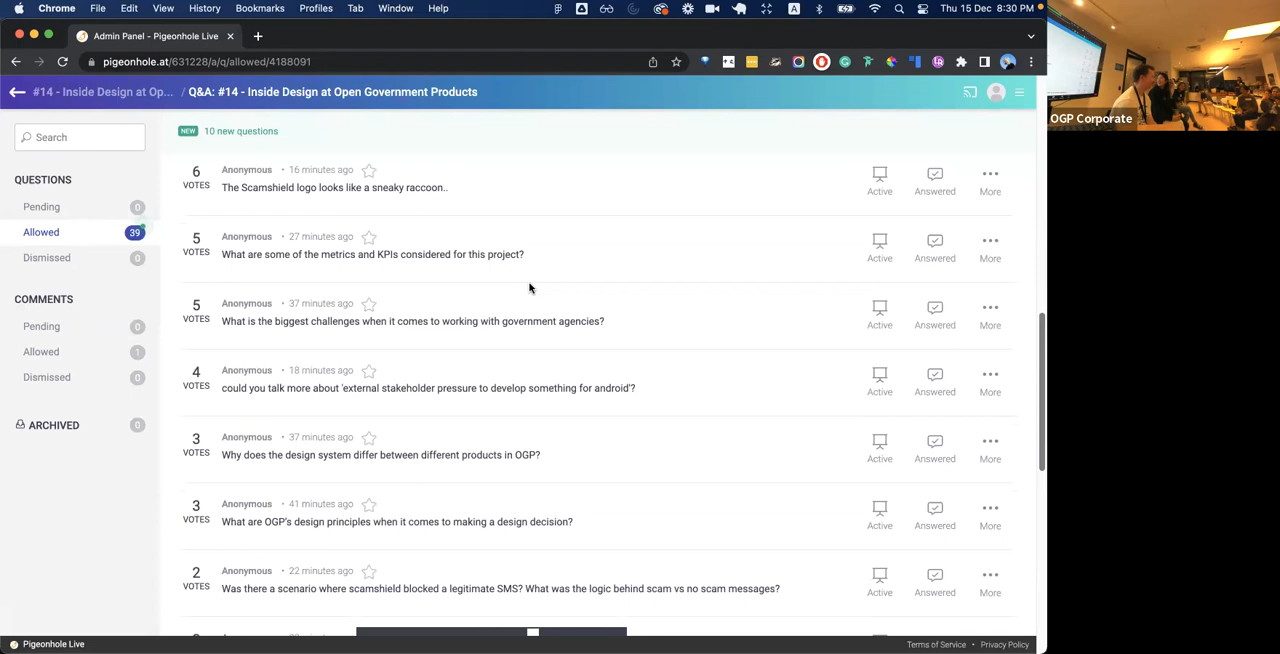 Chrome File Edit View History Bookmarks Profiles Tab Window Help Thu 15 Dec 8:30 PM
Admin Panel - Pigeonhole Live
pigeonhole.at/631228/a/q/allowed/4188091
#14 - Inside Design at Op... / Q&A: #14 - Inside Design at Open Government Products
OGP Corporate
Search
NEW 10 new questions
QUESTIONS
Pending 0
Allowed 39
Dismissed 0
COMMENTS
Pending 0
Allowed 1
Dismissed 0
ARCHIVED 0
6 VOTES
Anonymous • 16 minutes ago
The Scamshield logo looks like a sneaky raccoon..
Active Answered More
5 VOTES
Anonymous • 27 minutes ago
What are some of the metrics and KPIs considered for this project?
Active Answered More
5 VOTES
Anonymous • 37 minutes ago
What is the biggest challenges when it comes to working with government agencies?
Active Answered More
4 VOTES
Anonymous • 18 minutes ago
could you talk more about 'external stakeholder pressure to develop something for android'?
Active Answered More
3 VOTES
Anonymous • 37 minutes ago
Why does the design system differ between different products in OGP?
Active Answered More
3 VOTES
Anonymous • 41 minutes ago
What are OGP's design principles when it comes to making a design decision?
Active Answered More
2 VOTES
Anonymous • 22 minutes ago
Was there a scenario where scamshield blocked a legitimate SMS? What was the logic behind scam vs no scam messages?
Active Answered More
Pigeonhole Live
Terms of Service • Privacy Policy